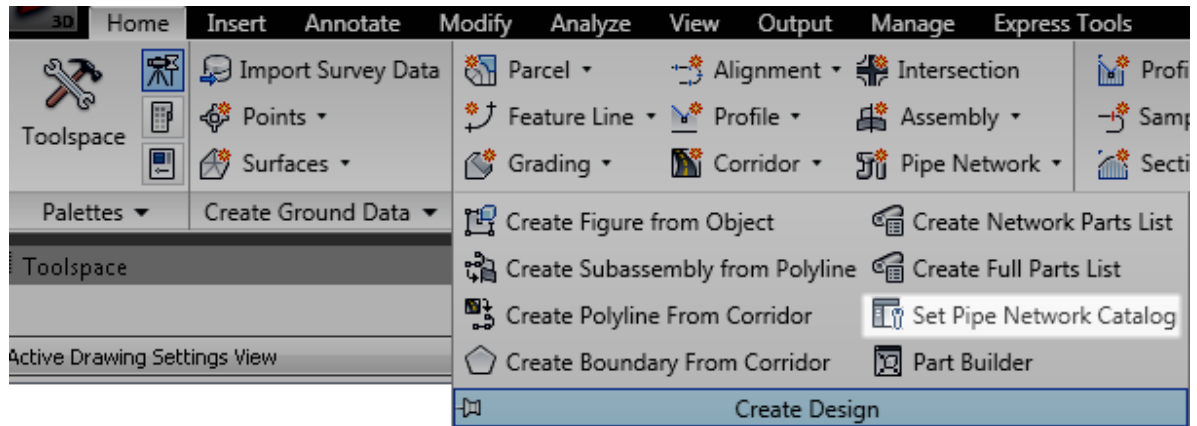 3D Home Insert Annotate Modify Analyze View Output Manage Express Tools
Toolspace
Palettes
Import Survey Data
Points
Surfaces
Create Ground Data
Parcel Alignment Intersection
Feature Line Profile Assembly
Grading Corridor Pipe Network
Profi
Samp
Secti
Create Figure from Object
Create Subassembly from Polyline
Create Polyline From Corridor
Create Boundary From Corridor
Create Network Parts List
Create Full Parts List
Set Pipe Network Catalog
Part Builder
Create Design
Toolspace
Active Drawing Settings View